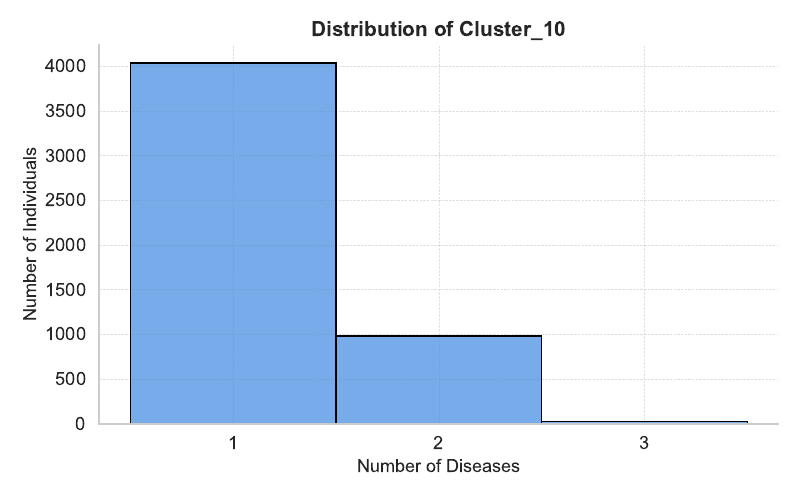 Distribution of Cluster_10
Number of Individuals
4000
3500
3000
2500
2000
1500
1000
500
0
1 2 3
Number of Diseases